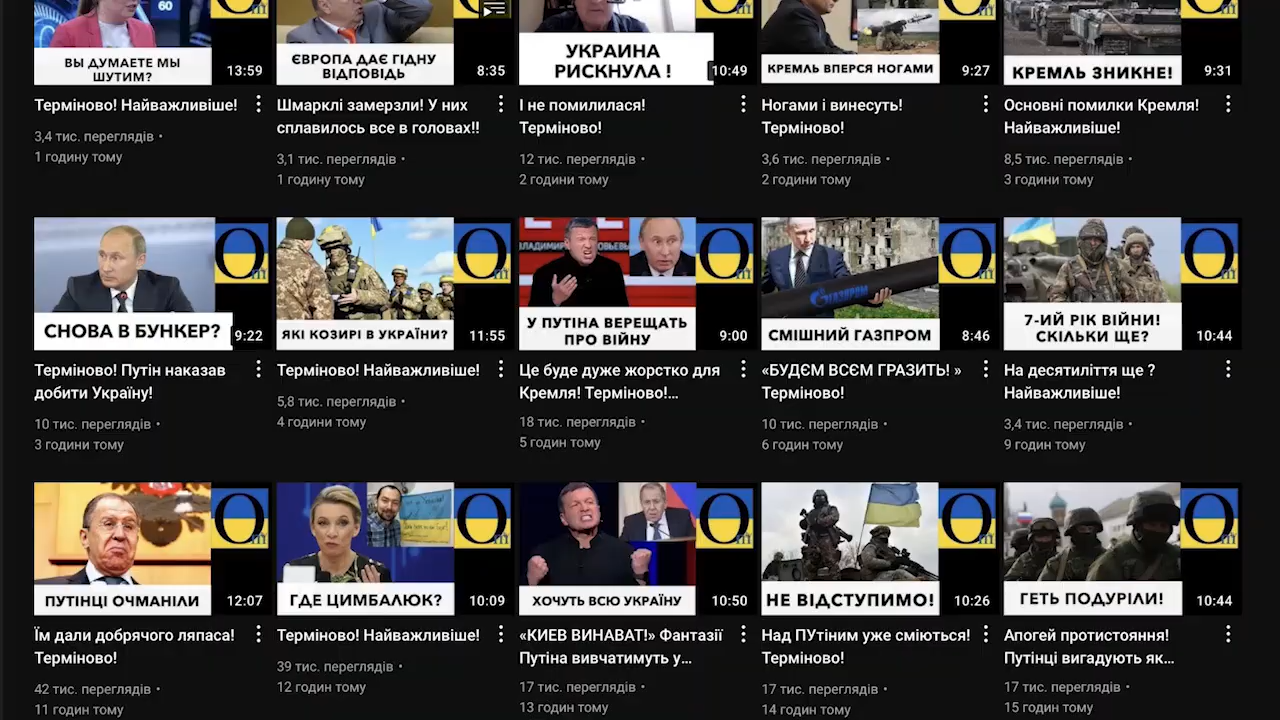 60
ВЫ ДУМАЕТЕ МЫ
ШУТИМ?
13:59
ЄВРОПА ДАЄ ГІДНУ
ВІДПОВІДЬ
8:35
УКРАИНА
РИСКНУЛА !
10:49
КРЕМЛЬ ВПЕРСЯ НОГАМИ
9:27
КРЕМЛЬ ЗНИКНЕ!
9:31
Терміново! Найважливіше!
3,4 тис. переглядів •
1 годину тому
Шмарклі замерзли! У них
сплавилось все в головах!!
3,1 тис. переглядів •
1 годину тому
І не помилилася!
Терміново!
12 тис. переглядів •
2 години тому
Ногами і винесуть!
Терміново!
3,6 тис. переглядів •
2 години тому
Основні помилки Кремля!
Найважливіше!
8,5 тис. переглядів •
3 години тому
СНОВА В БУНКЕР?
9:22
ЯКІ КОЗИРІ В УКРАЇНИ?
11:55
ВЛАДИМИР
ОВЬЕВЫ
У ПУТІНА ВЕРЕЩАТЬ
ПРО ВІЙНУ
9:00
ГАЗПРОМ
СМІШНИЙ ГАЗПРОМ
8:46
7-ИЙ РІК ВІЙНИ!
СКІЛЬКИ ЩЕ?
10:44
Терміново! Путін наказав
добити Україну!
10 тис. переглядів •
3 години тому
Терміново! Найважливіше!
5,8 тис. переглядів •
4 години тому
Це буде дуже жорстко для
Кремля! Терміново!...
18 тис. переглядів •
5 годин тому
«БУДЄМ ВСЄМ ГРАЗИТЬ! »
Терміново!
10 тис. переглядів •
6 годин тому
На десятиліття ще ?
Найважливіше!
3,4 тис. переглядів •
9 годин тому
ПУТІНЦІ ОЧМАНІЛИ
12:07
ГДЕ ЦИМБАЛЮК?
10:09
ХОЧУТЬ ВСЮ УКРАЇНУ
10:50
НЕ ВІДСТУПИМО!
10:26
ГЕТЬ ПОДУРІЛИ!
10:44
Їм дали добрячого ляпаса!
Терміново!
42 тис. переглядів •
11 годин тому
Терміново! Найважливіше!
39 тис. переглядів •
12 годин тому
«КИЕВ ВИНАВАТ!» Фантазії
Путіна вивчатимуть у...
17 тис. переглядів •
13 годин тому
Над ПУтіним уже сміються!
Терміново!
17 тис. переглядів •
14 годин тому
Апогей протистояння!
Путінці вигадують як...
17 тис. переглядів •
15 годин тому